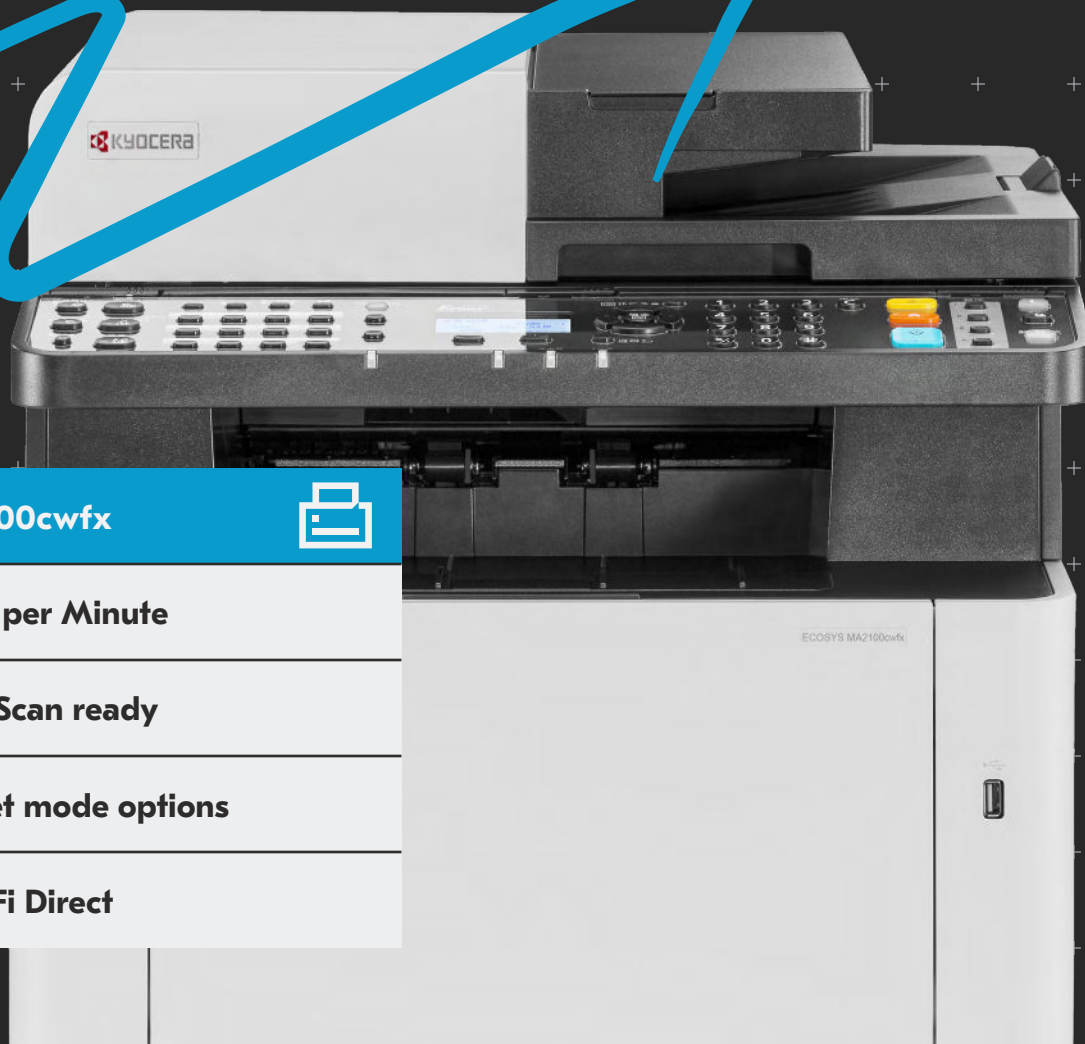 KYOCERA
00cwfx
per Minute
Scan ready
et mode options
Fi Direct
ECOSYS MA2100cwfx